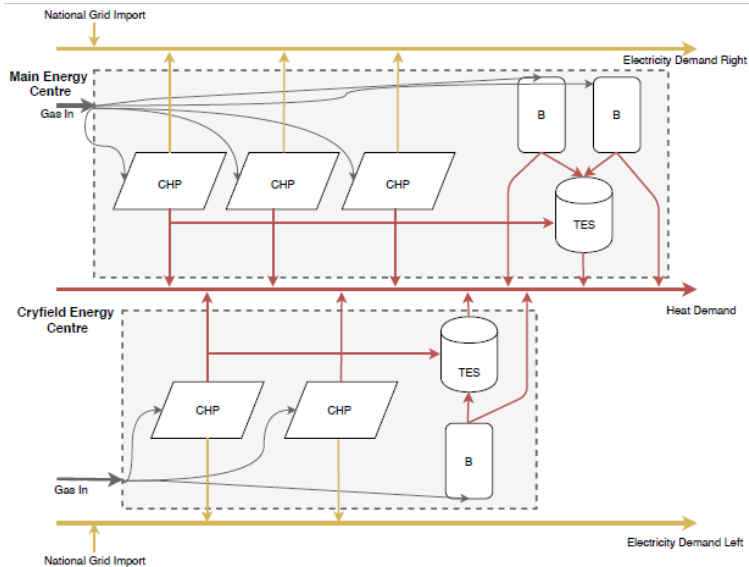 National Grid Import
Electricity Demand Right
Main Energy
Centre
Gas In
B
B
CHP
CHP
CHP
TES
Heat Demand
Cryfield Energy
Centre
TES
CHP
CHP
B
Gas In
Electricity Demand Left
National Grid Import